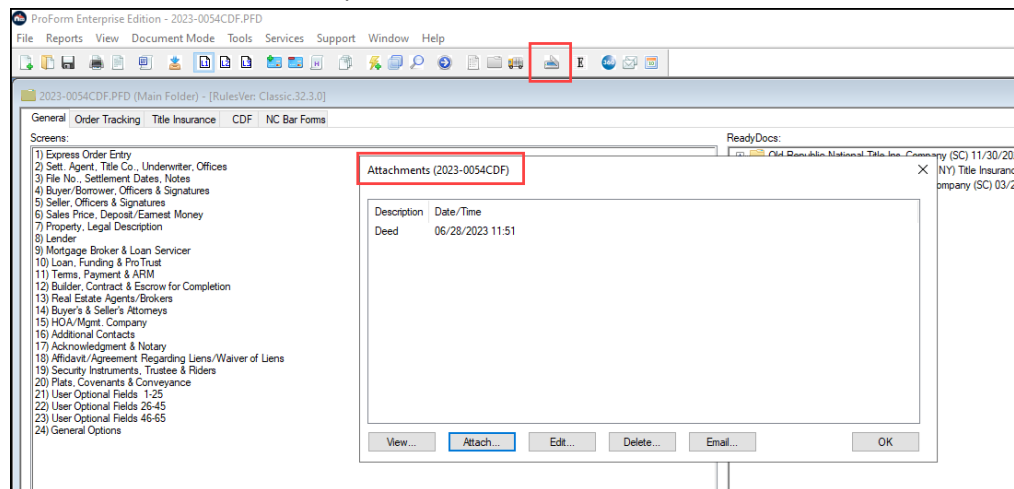 ProForm Enterprise Edition - 2023-0054CDF.PFD
File Reports View Document Mode Tools Services Support Window Help
E 360
2023-0054CDF.PFD (Main Folder) - [RulesVer: Classic.32.3.0]
General Order Tracking Title Insurance CDF NC Bar Forms
Screens:
1) Express Order Entry
2) Sett. Agent, Title Co., Underwriter, Offices
3) File No., Settlement Dates, Notes
4) Buyer/Borrower, Officers & Signatures
5) Seller, Officers & Signatures
6) Sales Price, Deposit/Earnest Money
7) Property, Legal Description
8) Lender
9) Mortgage Broker & Loan Servicer
10) Loan, Funding & ProTrust
11) Terms, Payment & ARM
12) Builder, Contract & Escrow for Completion
13) Real Estate Agents/Brokers
14) Buyer's & Seller's Attorneys
15) HOA/Mgmt. Company
16) Additional Contacts
17) Acknowledgment & Notary
18) Affidavit/Agreement Regarding Liens/Waiver of Liens
19) Security Instruments, Trustee & Riders
20) Plats, Covenants & Conveyance
21) User Optional Fields 1-25
22) User Optional Fields 26-45
23) User Optional Fields 46-65
24) General Options
ReadyDocs:
Old Republic National Title Ins. Company (SC) 11/30/20
NY) Title Insuranc
ompany (SC) 03/2
Attachments (2023-0054CDF)
Description Date/Time
Deed 06/28/2023 11:51
View... Attach... Edit... Delete... Email... OK